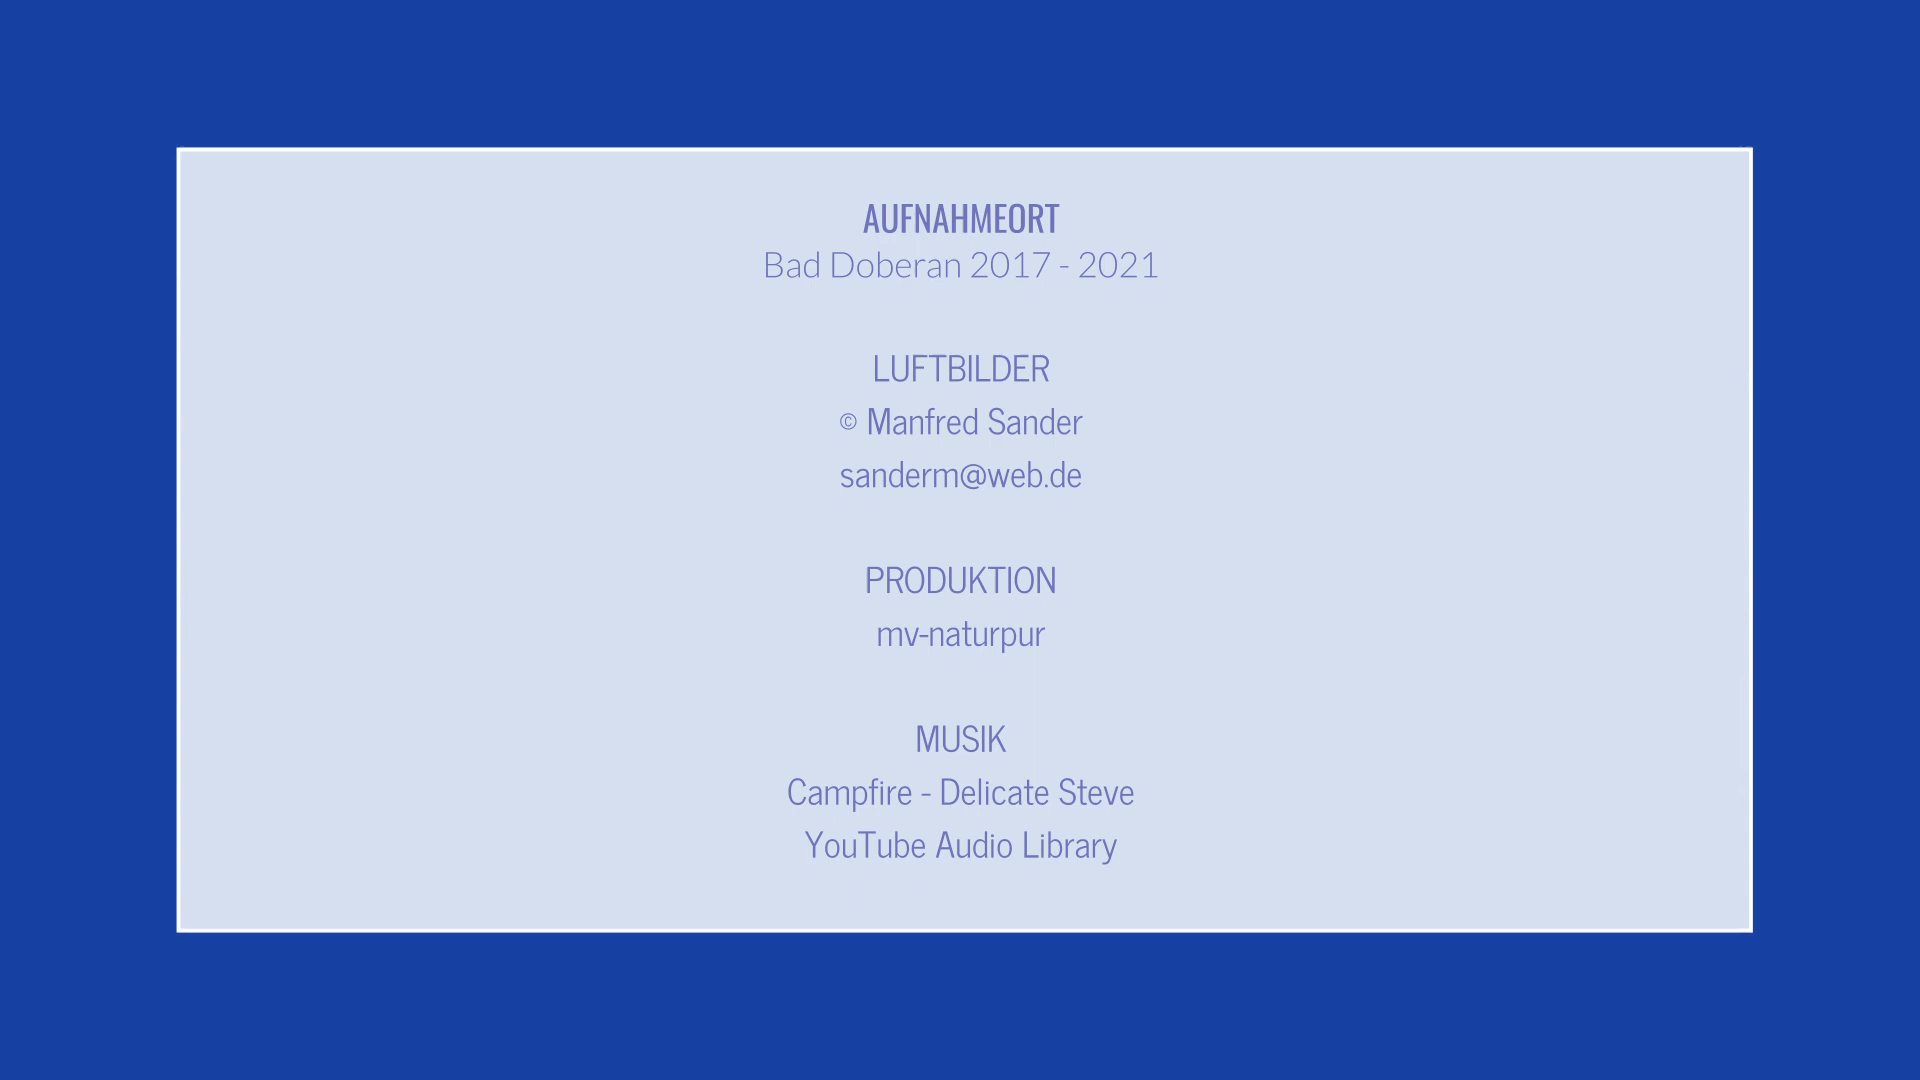 AUFNAHMEORT
Bad Doberan 2017 - 2021
LUFTBILDER
© Manfred Sander
sanderm@web.de
PRODUKTION
mv-naturpur
MUSIK
Campfire - Delicate Steve
YouTube Audio Library